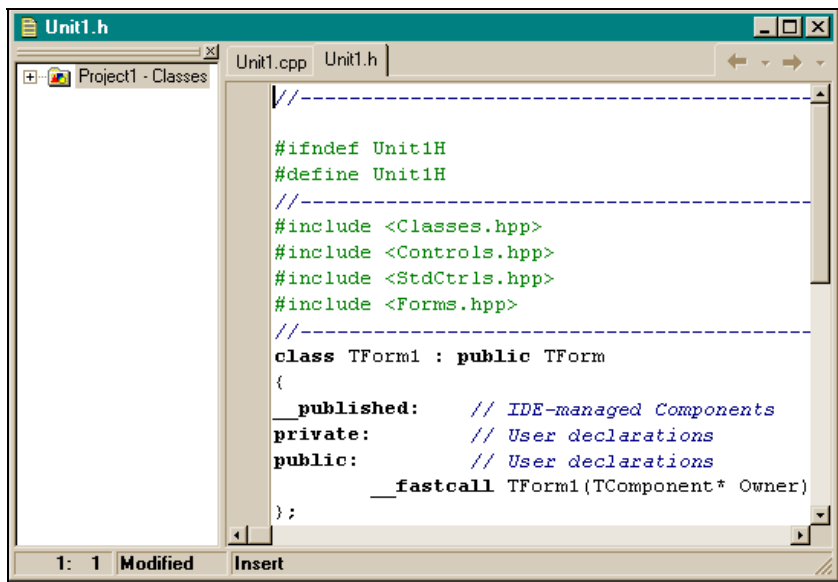 Unit1.h
Project1 - Classes
Unit1.cpp Unit1.h
//------------------------------------------
#ifndef Unit1H
#define Unit1H
//------------------------------------------
#include <Classes.hpp>
#include <Controls.hpp>
#include <StdCtrls.hpp>
#include <Forms.hpp>
//------------------------------------------
class TForm1 : public TForm
{
__published:    // IDE-managed Components
private:        // User declarations
public:         // User declarations
        __fastcall TForm1(TComponent* Owner)
};
1: 1 Modified Insert